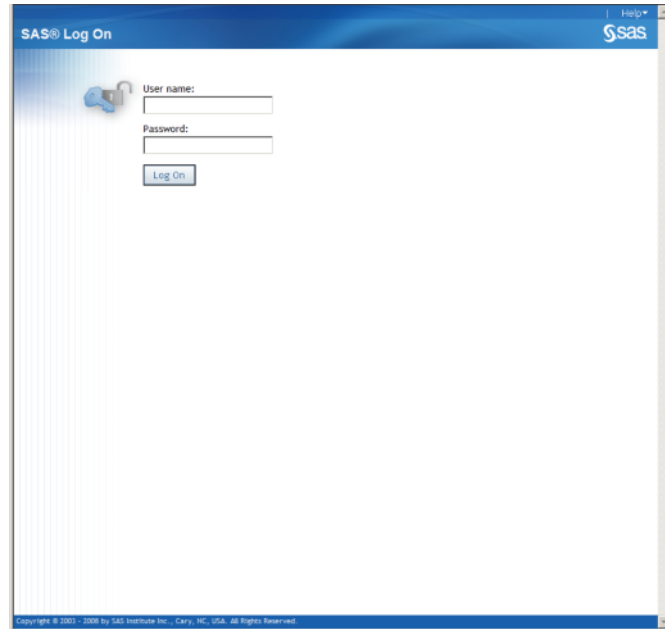 Help
SAS® Log On
sas
User name:
Password:
Log On
Copyright © 2003 - 2008 by SAS Institute Inc., Cary, NC, USA. All Rights Reserved.